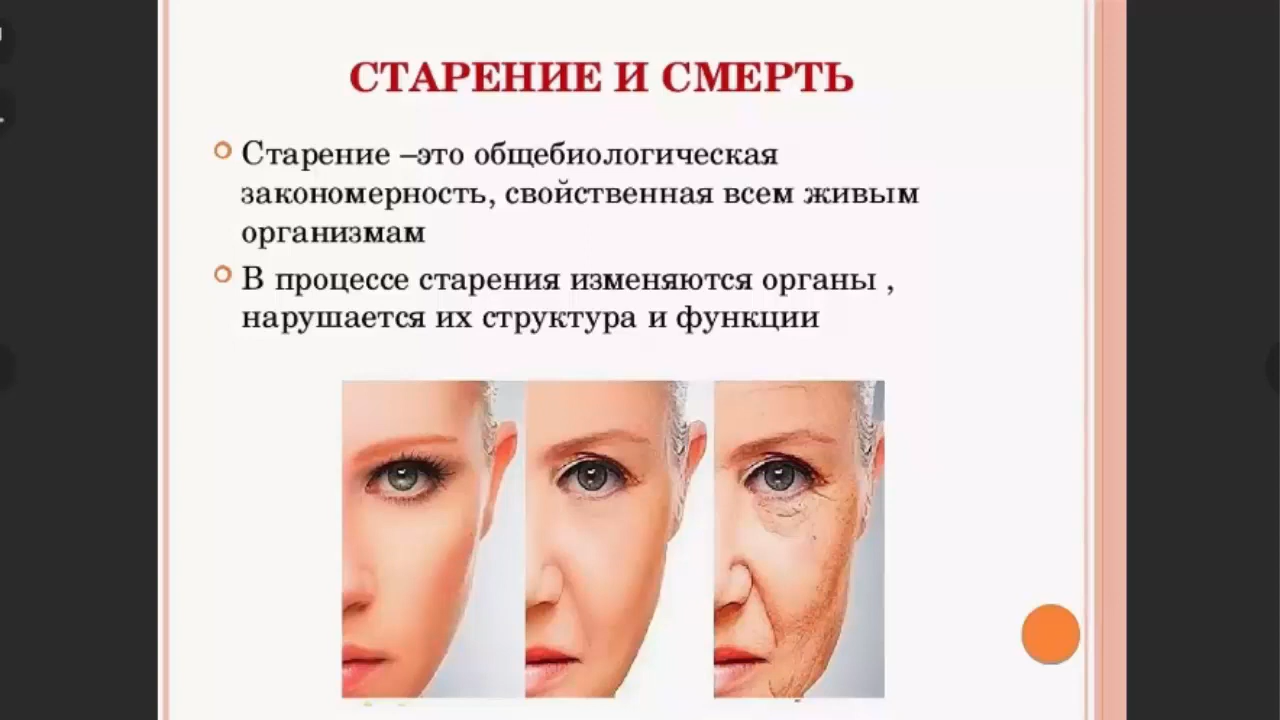 СТАРЕНИЕ И СМЕРТЬ
Старение –это общебиологическая
закономерность, свойственная всем живым
организмам
В процессе старения изменяются органы ,
нарушается их структура и функции